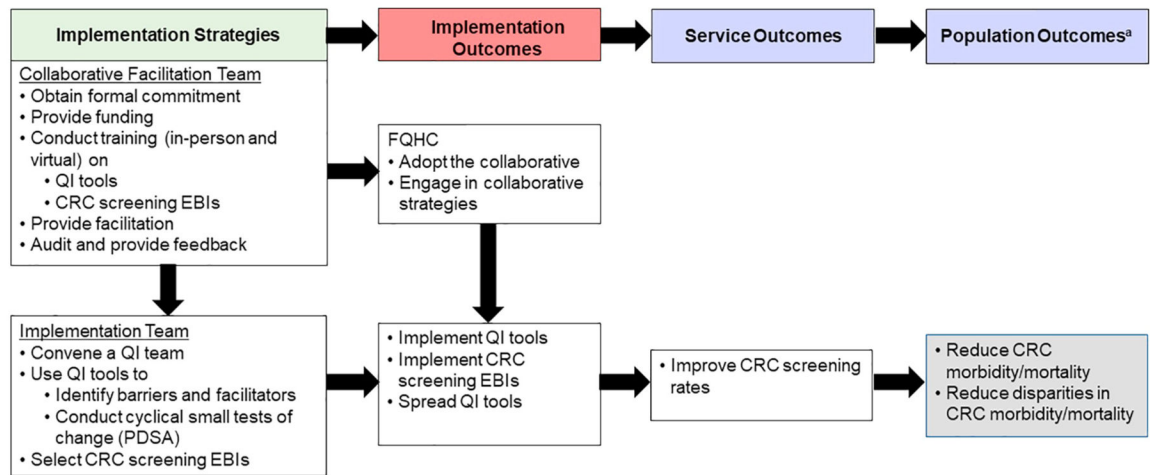 Implementation Strategies
Implementation
Outcomes
Service Outcomes
Population Outcomesᵃ
Collaborative Facilitation Team
• Obtain formal commitment
• Provide funding
• Conduct training (in-person and
virtual) on
• QI tools
• CRC screening EBIs
• Provide facilitation
• Audit and provide feedback
FQHC
• Adopt the collaborative
• Engage in collaborative
strategies
Implementation Team
• Convene a QI team
• Use QI tools to
• Identify barriers and facilitators
• Conduct cyclical small tests of
change (PDSA)
• Select CRC screening EBIs
• Implement QI tools
• Implement CRC
screening EBIs
• Spread QI tools
• Improve CRC screening
rates
• Reduce CRC
morbidity/mortality
• Reduce disparities in
CRC morbidity/mortality